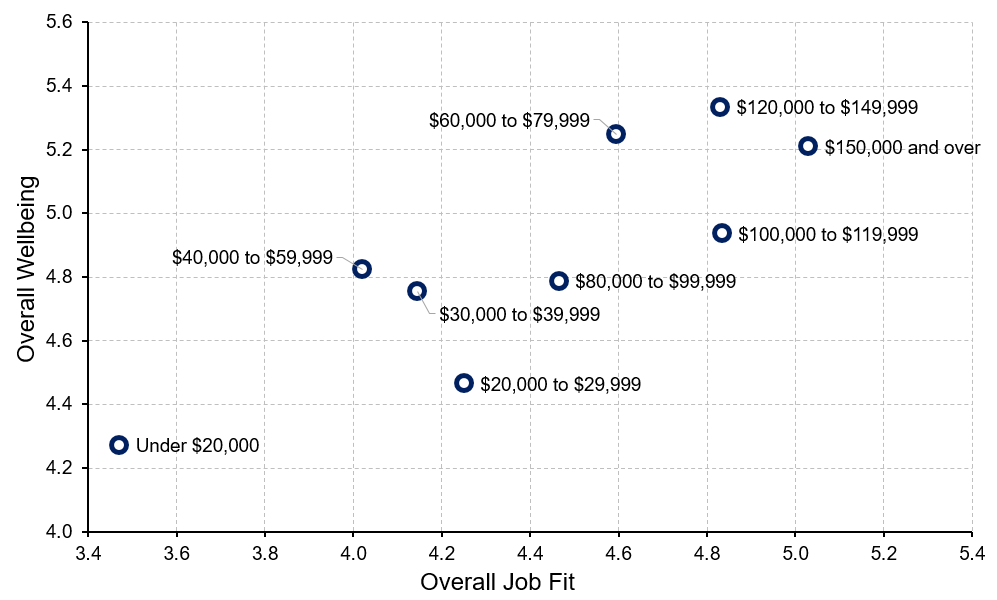 5.6
5.4
$120,000 to $149,999
$60,000 to $79,999
5.2
$150,000 and over
5.0
$100,000 to $119,999
$40,000 to $59,999
4.8
$80,000 to $99,999
$30,000 to $39,999
4.6
$20,000 to $29,999
4.4
Under $20,000
4.2
4.0
Overall Wellbeing
3.4 3.6 3.8 4.0 4.2 4.4 4.6 4.8 5.0 5.2 5.4
Overall Job Fit